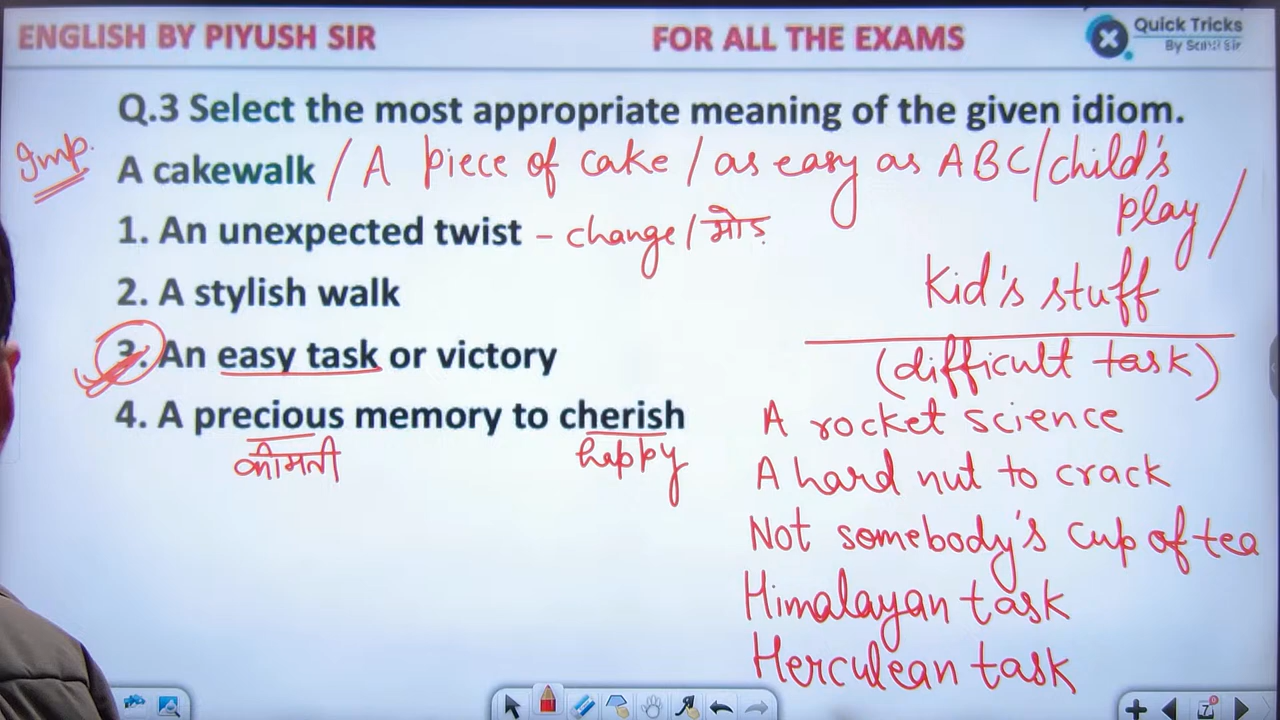 ENGLISH BY PIYUSH SIR
FOR ALL THE EXAMS
Quick Tricks
By Sahil Sir
Q.3 Select the most appropriate meaning of the given idiom.
Imp.
A cakewalk / A piece of cake / as easy as ABC / child's
play /
1. An unexpected twist - change / मोड़
Kid's stuff
2. A stylish walk
3. An easy task or victory
(difficult task)
4. A precious memory to cherish
कीमती
happy
A rocket science
A hard nut to crack
Not somebody's cup of tea
Himalayan task
Herculean task